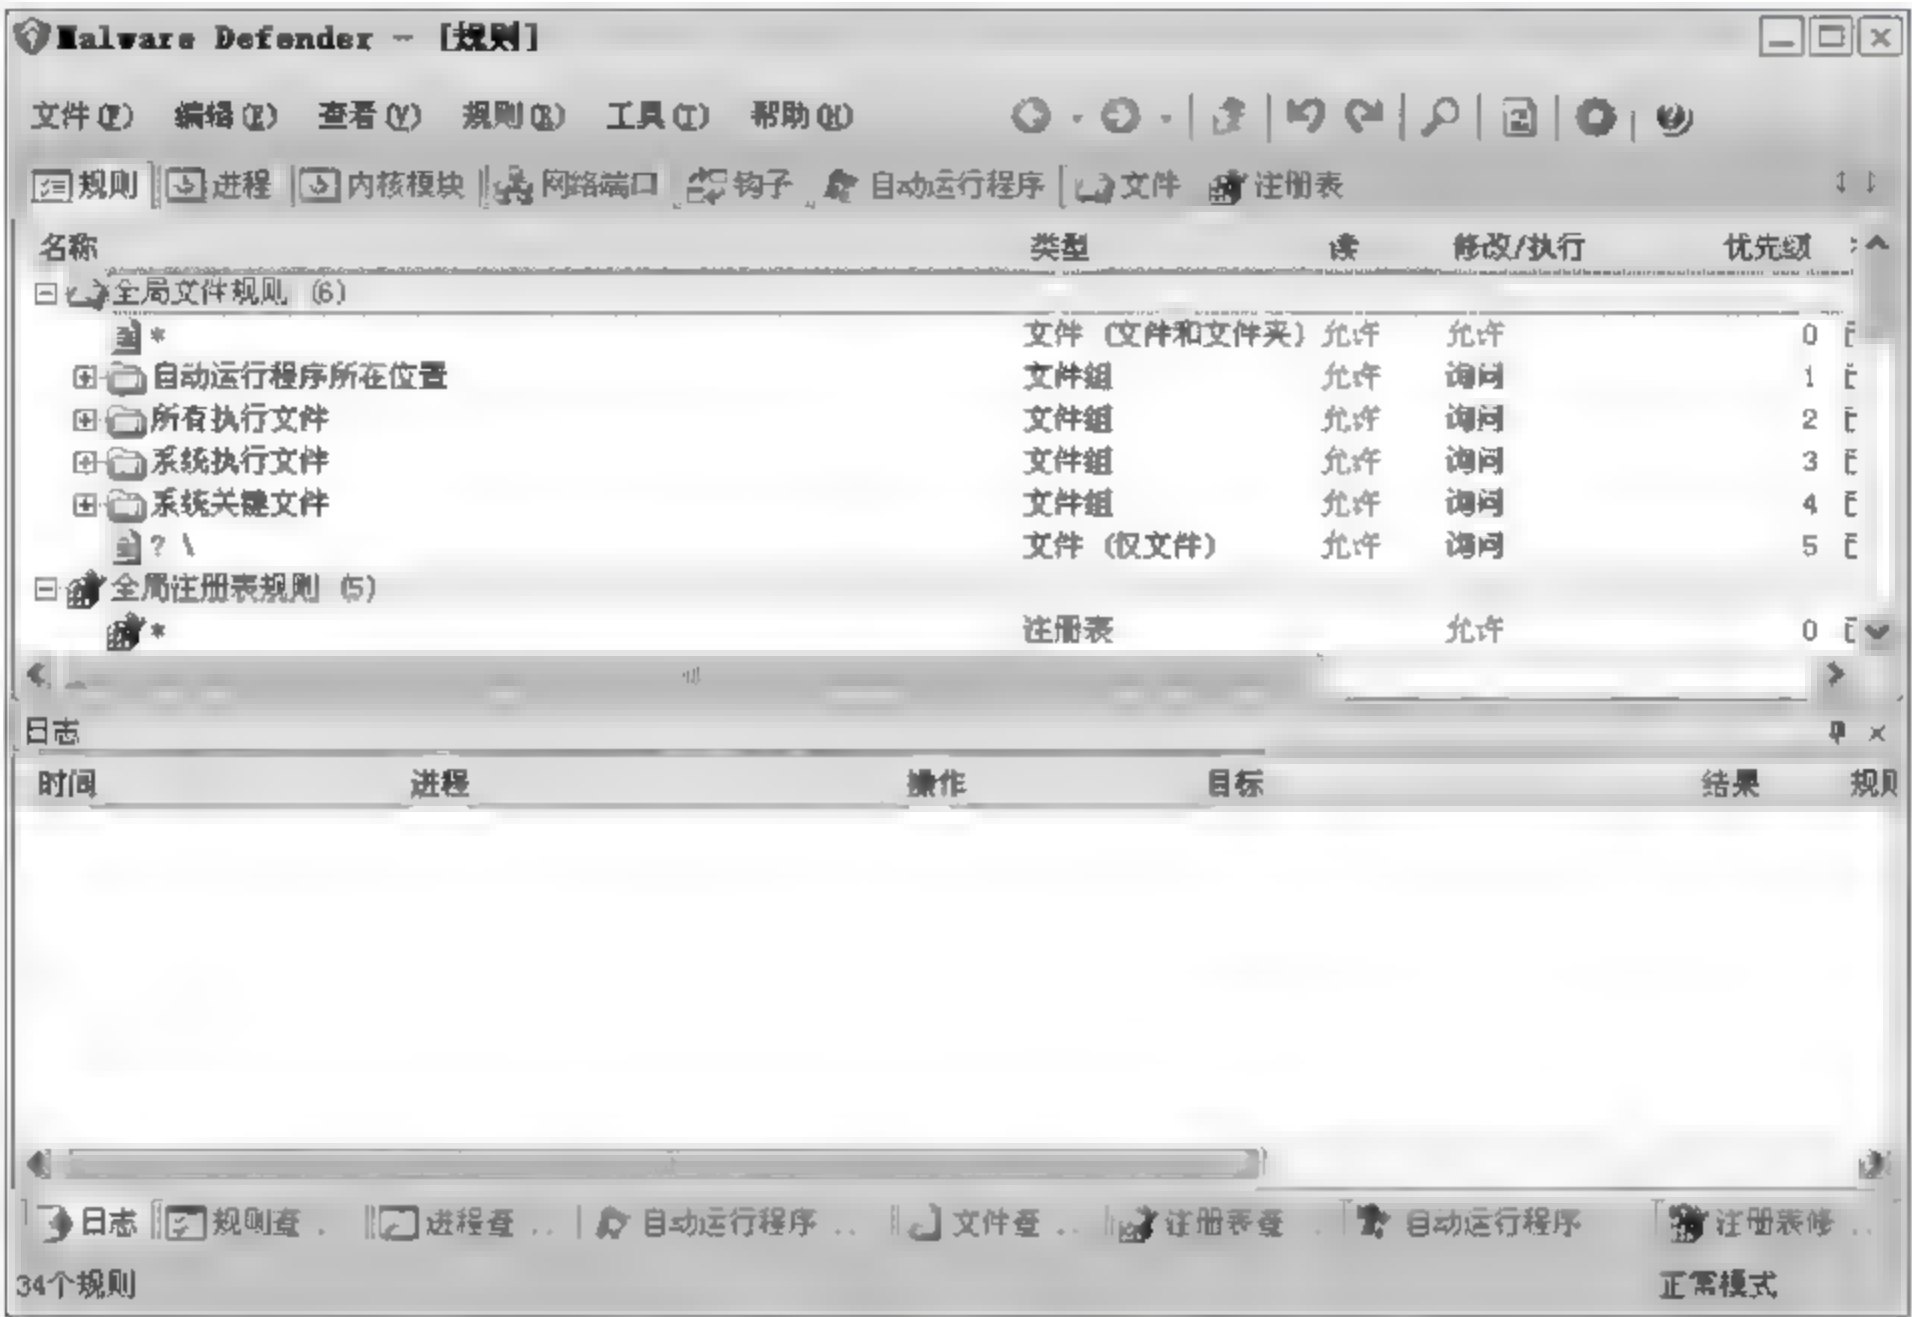 Malware Defender - [规则]
文件(F) 编辑(E) 查看(V) 规则(R) 工具(T) 帮助(H)
规则 进程 内核模块 网络端口 钩子 自动运行程序 文件 注册表
名称 类型 读 修改/执行 优先级
全局文件规则 (6)
* 文件 (文件和文件夹) 允许 允许 0
自动运行程序所在位置 文件组 允许 询问 1
所有执行文件 文件组 允许 询问 2
系统执行文件 文件组 允许 询问 3
系统关键文件 文件组 允许 询问 4
? \ 文件 (仅文件) 允许 询问 5
全局注册表规则 (5)
* 注册表 允许 0
日志
时间 进程 操作 目标 结果 规则
日志 规则查.. 进程查.. 自动运行程序.. 文件查.. 注册表查.. 自动运行程序 注册表修..
34个规则 正常模式